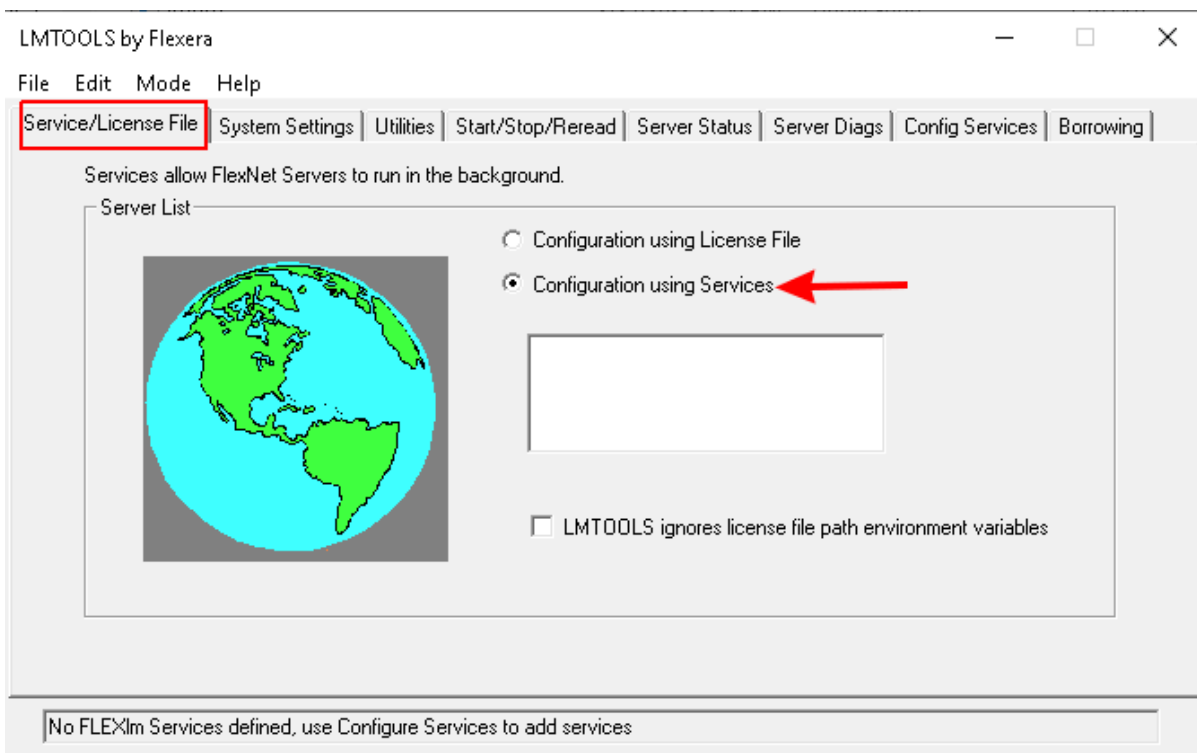 LMTOOLS by Flexera
File Edit Mode Help
Service/License File System Settings Utilities Start/Stop/Reread Server Status Server Diags Config Services Borrowing
Services allow FlexNet Servers to run in the background.
Server List
Configuration using License File
Configuration using Services
LMTOOLS ignores license file path environment variables
No FLEXlm Services defined, use Configure Services to add services